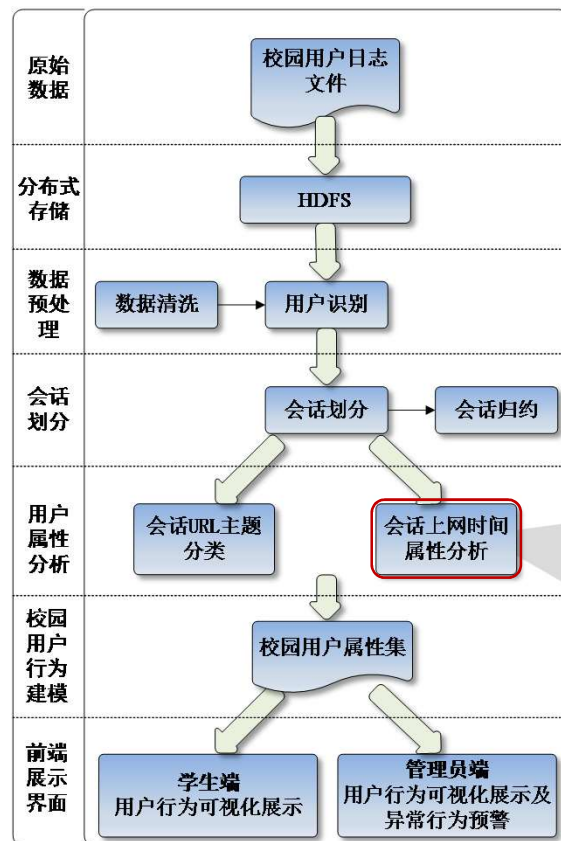 原始
数据
校园用户日志
文件
分布式
存储
HDFS
数据
预处
理
数据清洗
用户识别
会话
划分
会话划分
会话归约
用户
属性
分析
会话URL主题
分类
会话上网时间
属性分析
校园
用户
行为
建模
校园用户属性集
前端
展示
界面
学生端
用户行为可视化展示
管理员端
用户行为可视化展示及
异常行为预警